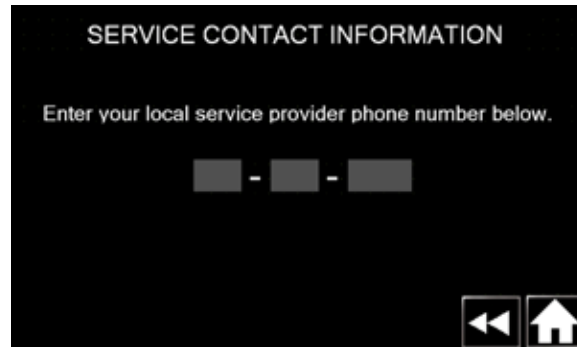 SERVICE CONTACT INFORMATION
Enter your local service provider phone number below.
- -